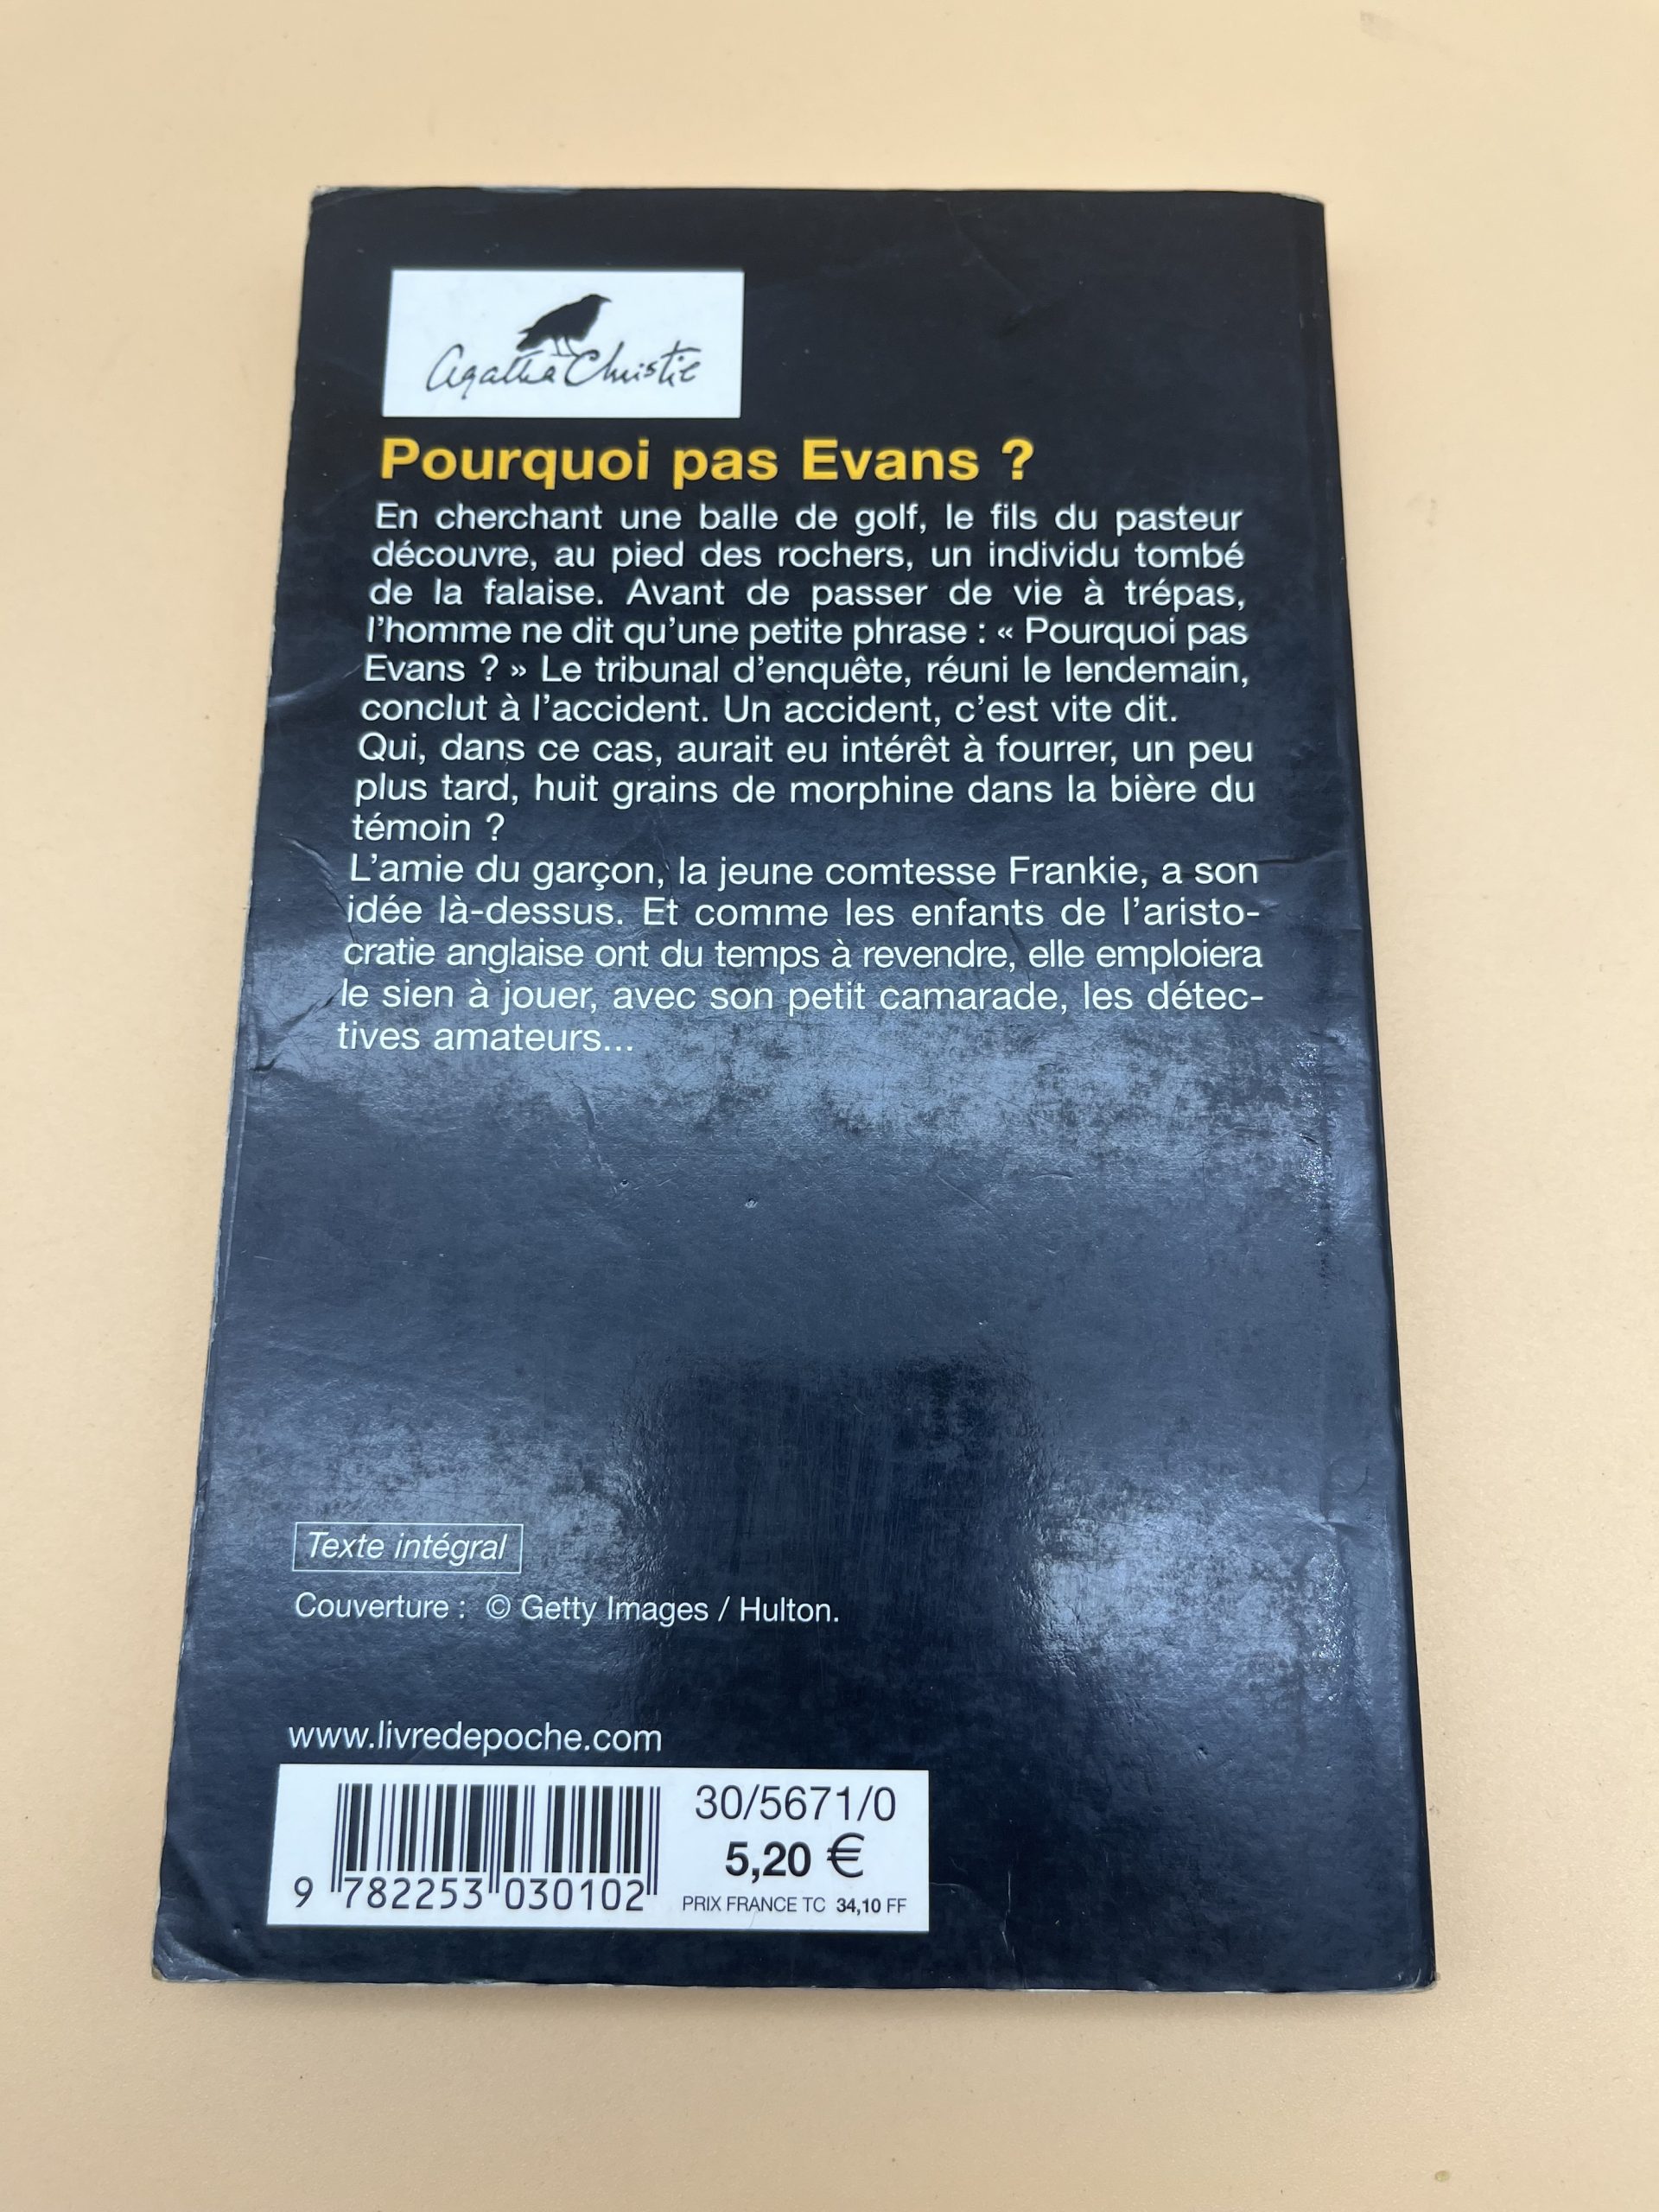 Agatha Christie
Pourquoi pas Evans ?
En cherchant une balle de golf, le fils du pasteur
découvre, au pied des rochers, un individu tombé
de la falaise. Avant de passer de vie à trépas,
l'homme ne dit qu'une petite phrase : « Pourquoi pas
Evans ? » Le tribunal d'enquête, réuni le lendemain,
conclut à l'accident. Un accident, c'est vite dit.
Qui, dans ce cas, aurait eu intérêt à fourrer, un peu
plus tard, huit grains de morphine dans la bière du
témoin ?
L'amie du garçon, la jeune comtesse Frankie, a son
idée là-dessus. Et comme les enfants de l'aristo-
cratie anglaise ont du temps à revendre, elle emploiera
le sien à jouer, avec son petit camarade, les détec-
tives amateurs...
Texte intégral
Couverture : © Getty Images / Hulton.
www.livredepoche.com
30/5671/0
5,20 €
PRIX FRANCE TC 34,10 FF
9 782253 030102